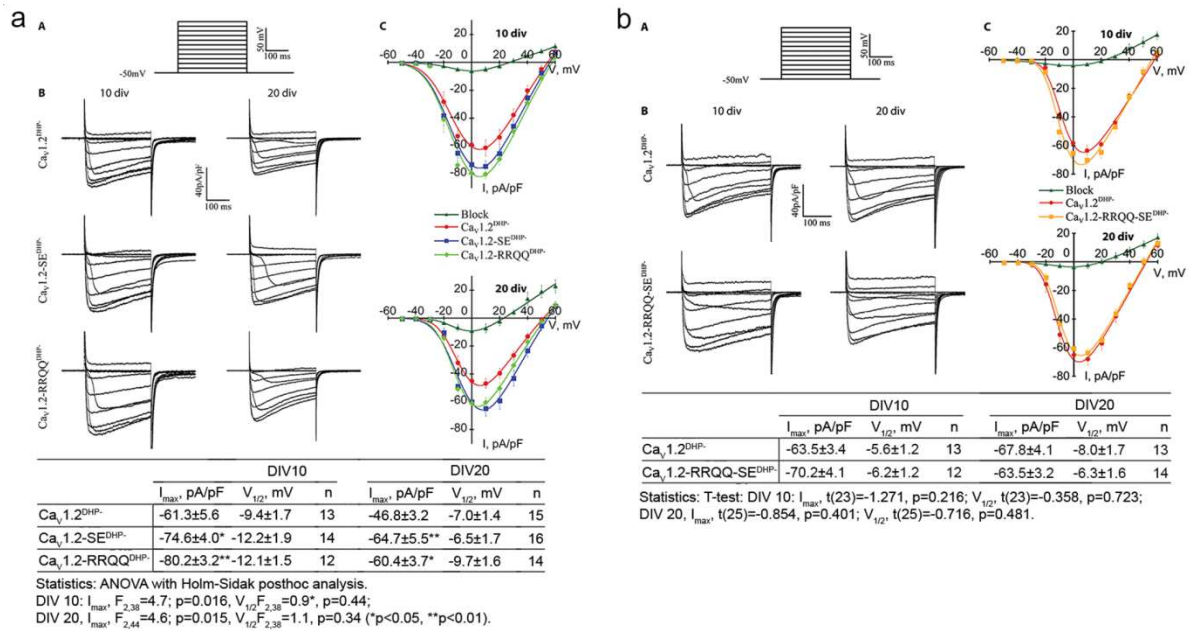 a
A
50 mV
100 ms
-50mV
B
10 div
20 div
CaV1.2DHP-
40pA/pF
100 ms
CaV1.2-SEDHP-
CaV1.2-RRQQDHP-
C
10 div
20
-60 -40 -20 0 20 40 60
V, mV
-20
-40
-60
-80
I, pA/pF
Block
CaV1.2DHP-
CaV1.2-SEDHP-
CaV1.2-RRQQDHP-
20 div
20
-60 -40 -20 0 20 40 60
V, mV
-20
-40
-60
-80
I, pA/pF
DIV10 DIV20
Imax, pA/pF V1/2, mV n Imax, pA/pF V1/2, mV n
CaV1.2DHP- -61.3±5.6 -9.4±1.7 13 -46.8±3.2 -7.0±1.4 15
CaV1.2-SEDHP- -74.6±4.0* -12.2±1.9 14 -64.7±5.5** -6.5±1.7 16
CaV1.2-RRQQDHP- -80.2±3.2** -12.1±1.5 12 -60.4±3.7* -9.7±1.6 14
Statistics: ANOVA with Holm-Sidak posthoc analysis.
DIV 10: Imax, F2,38=4.7; p=0.016, V1/2F2,38=0.9*, p=0.44;
DIV 20, Imax, F2,44=4.6; p=0.015, V1/2F2,38=1.1, p=0.34 (*p<0.05, **p<0.01).
b
A
50 mV
100 ms
-50mV
B
10 div
20 div
CaV1.2DHP-
40pA/pF
100 ms
CaV1.2-RRQQ-SEDHP-
C
10 div
20
-60 -40 -20 0 20 40 60
V, mV
-20
-40
-60
-80
I, pA/pF
Block
CaV1.2DHP-
CaV1.2-RRQQ-SEDHP-
20 div
20
-60 -40 -20 0 20 40 60
V, mV
-20
-40
-60
-80
I, pA/pF
DIV10 DIV20
Imax, pA/pF V1/2, mV n Imax, pA/pF V1/2, mV n
CaV1.2DHP- -63.5±3.4 -5.6±1.2 13 -67.8±4.1 -8.0±1.7 13
CaV1.2-RRQQ-SEDHP- -70.2±4.1 -6.2±1.2 12 -63.5±3.2 -6.3±1.6 14
Statistics: T-test: DIV 10: Imax, t(23)=-1.271, p=0.216; V1/2, t(23)=-0.358, p=0.723;
DIV 20, Imax, t(25)=-0.854, p=0.401; V1/2, t(25)=-0.716, p=0.481.